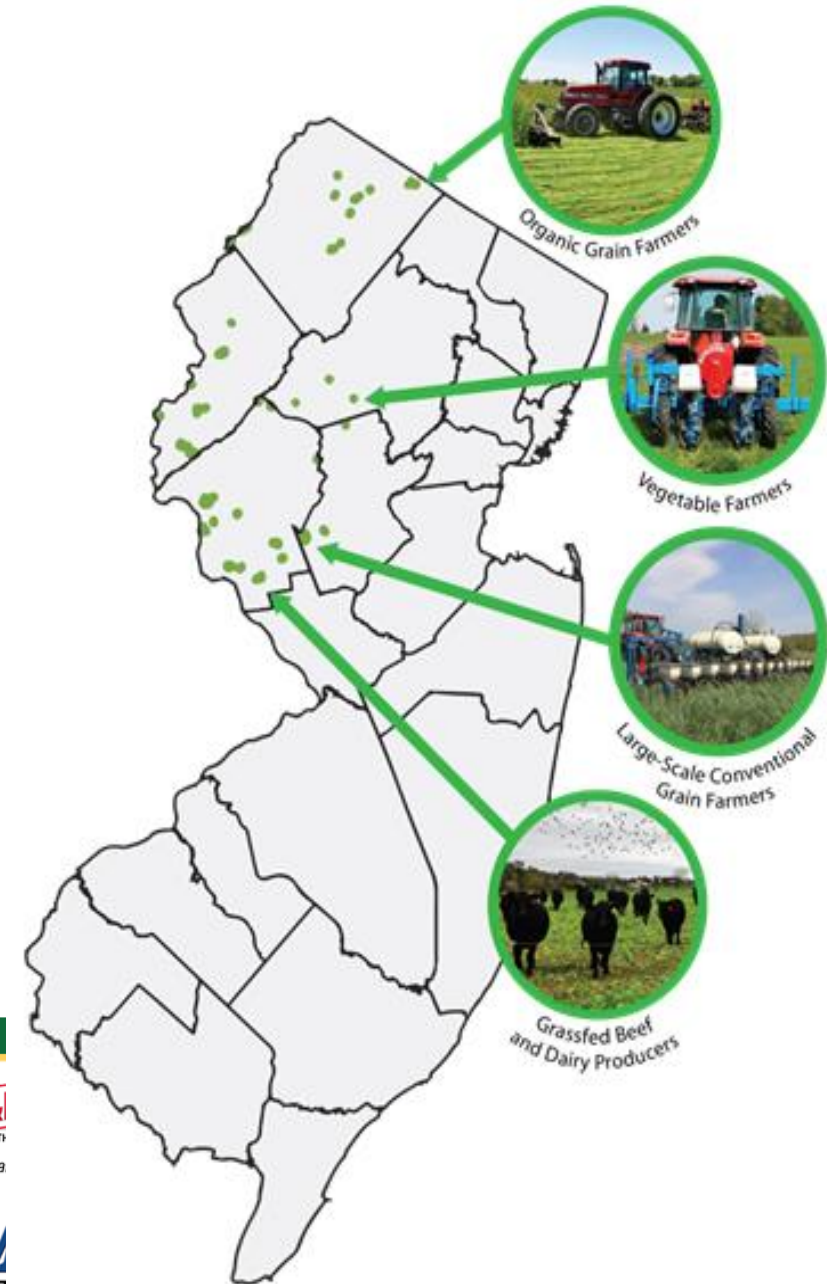 Organic Grain Farmers
Vegetable Farmers
Large-Scale Conventional
Grain Farmers
Grassfed Beef
and Dairy Producers